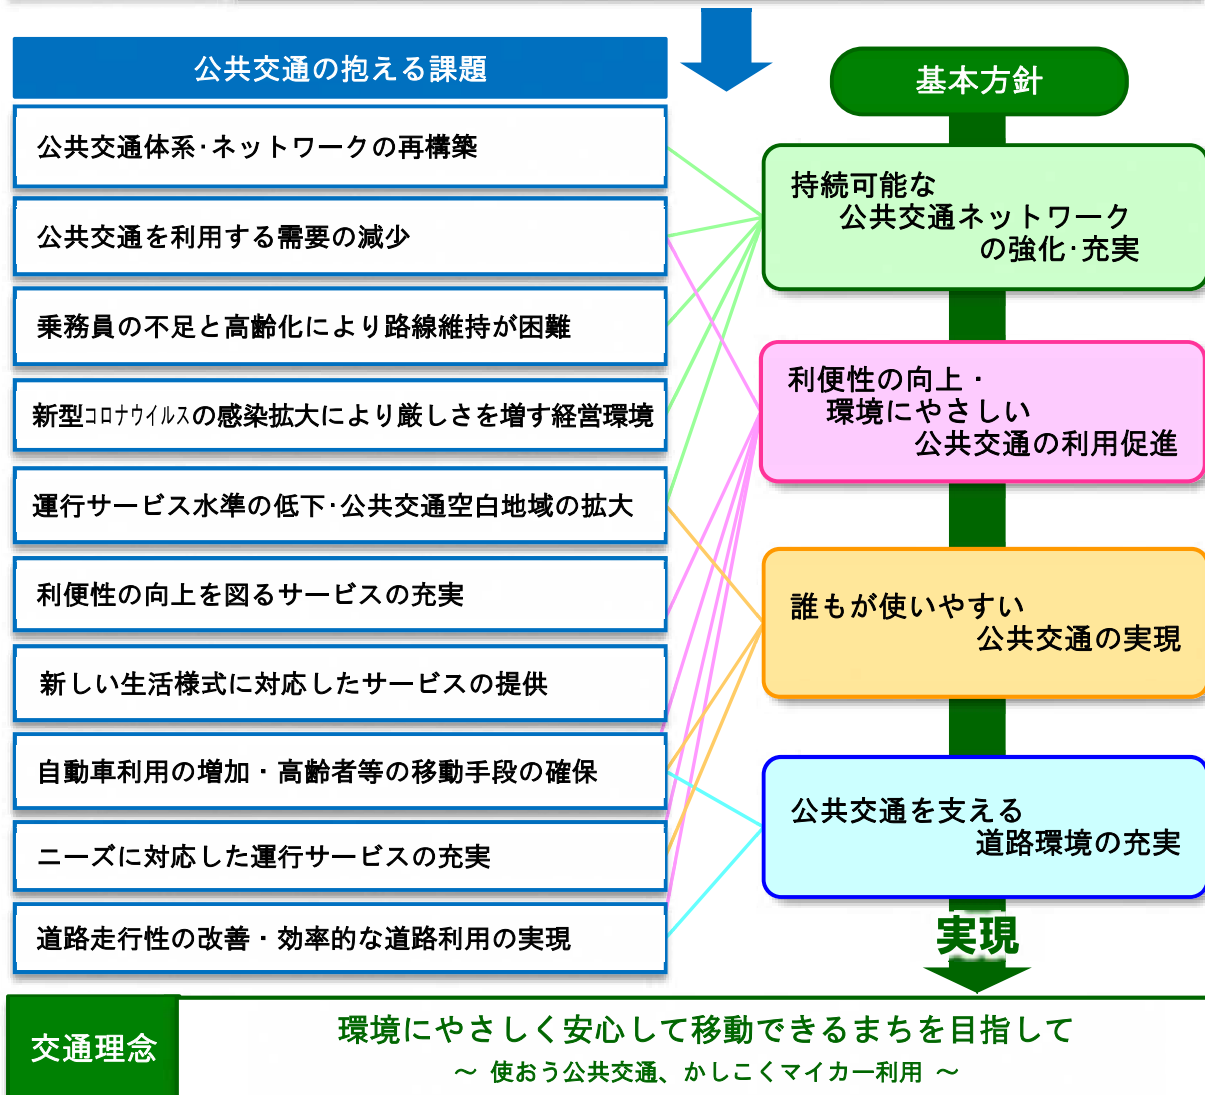 公共交通の抱える課題
公共交通体系･ネットワークの再構築
公共交通を利用する需要の減少
乗務員の不足と高齢化により路線維持が困難
新型ｺﾛﾅｳｲﾙｽの感染拡大により厳しさを増す経営環境
運行サービス水準の低下･公共交通空白地域の拡大
利便性の向上を図るサービスの充実
新しい生活様式に対応したサービスの提供
自動車利用の増加・高齢者等の移動手段の確保
ニーズに対応した運行サービスの充実
道路走行性の改善・効率的な道路利用の実現
基本方針
持続可能な
公共交通ネットワーク
の強化･充実
利便性の向上・
環境にやさしい
公共交通の利用促進
誰もが使いやすい
公共交通の実現
公共交通を支える
道路環境の充実
実現
交通理念
環境にやさしく安心して移動できるまちを目指して
～ 使おう公共交通、かしこくマイカー利用 ～